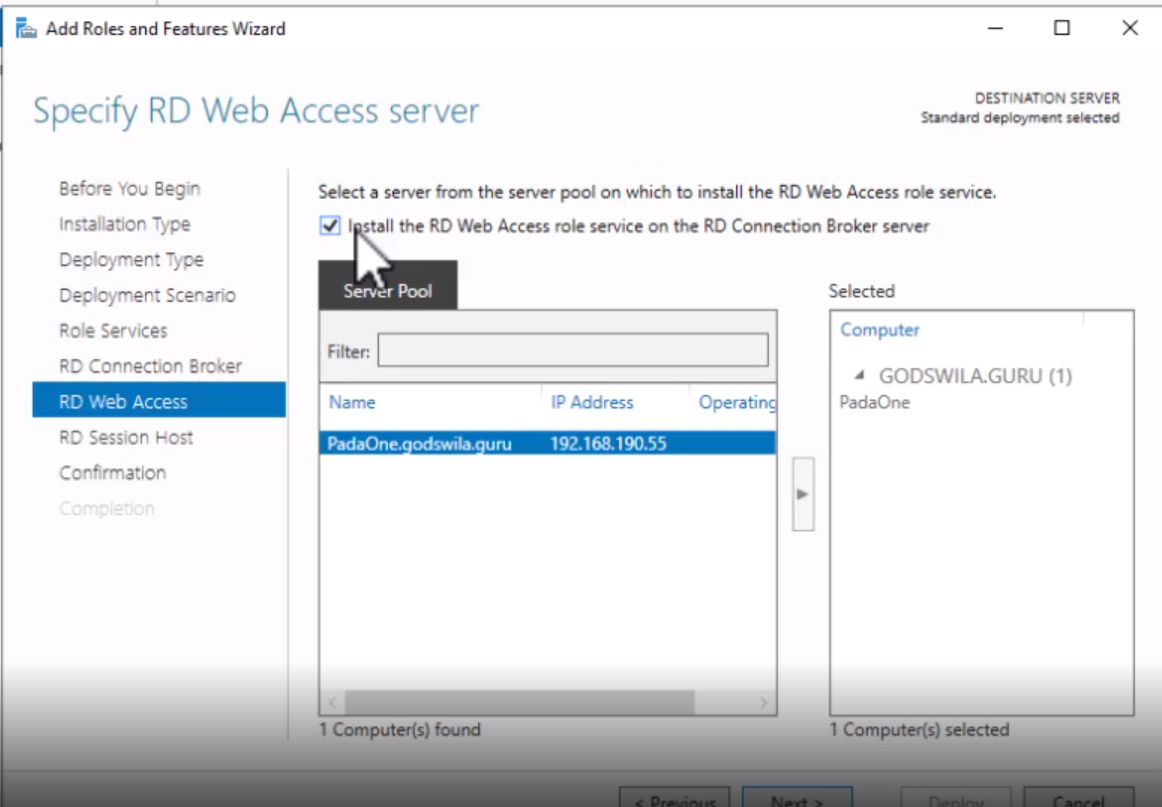 Add Roles and Features Wizard
Specify RD Web Access server
DESTINATION SERVER
Standard deployment selected
Before You Begin
Installation Type
Deployment Type
Deployment Scenario
Role Services
RD Connection Broker
RD Web Access
RD Session Host
Confirmation
Completion
Select a server from the server pool on which to install the RD Web Access role service.
Install the RD Web Access role service on the RD Connection Broker server
Server Pool
Filter:
Name IP Address Operating
PadaOne.godswila.guru 192.168.190.55
1 Computer(s) found
Selected
Computer
GODSWILA.GURU (1)
PadaOne
1 Computer(s) selected
< Previous Next > Deploy Cancel